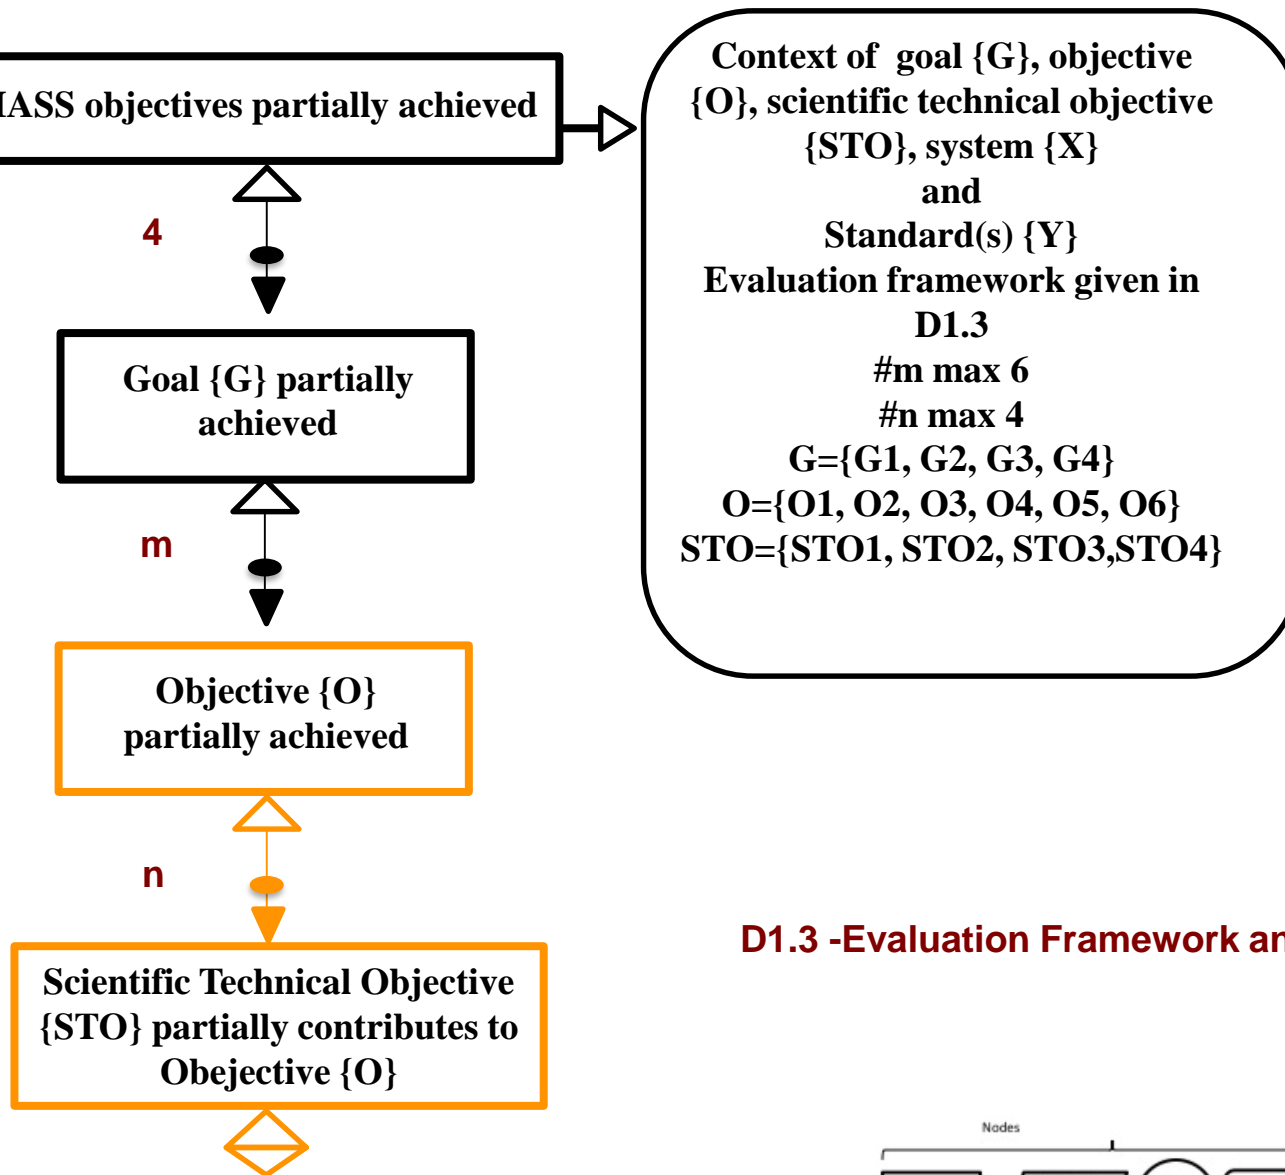 IASS objectives partially achieved
4
Goal {G} partially
achieved
m
Objective {O}
partially achieved
n
Scientific Technical Objective
{STO} partially contributes to
Obejective {O}
Context of  goal {G}, objective
{O}, scientific technical objective
{STO}, system {X}
and
Standard(s) {Y}
Evaluation framework given in
D1.3
#m max 6
#n max 4
G={G1, G2, G3, G4}
O={O1, O2, O3, O4, O5, O6}
STO={STO1, STO2, STO3,STO4}
D1.3 -Evaluation Framework an
Nodes